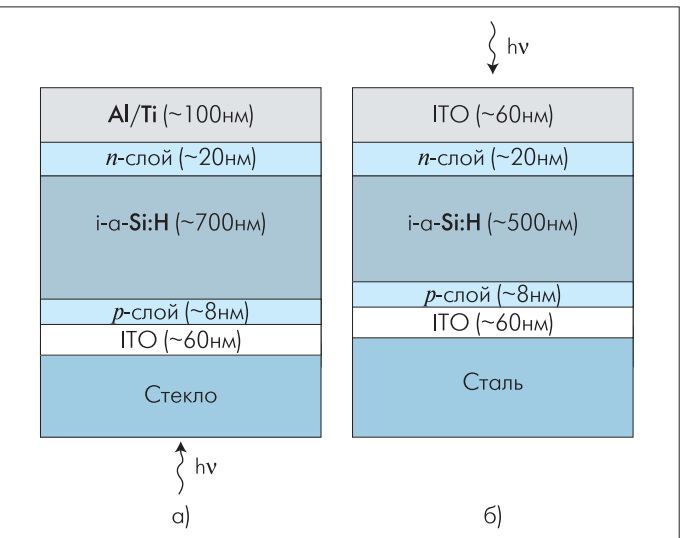 hν
Al/Ti (~100нм)
n-слой (~20нм)
i-a-Si:H (~700нм)
p-слой (~8нм)
ITO (~60нм)
Стекло
hν
а)
ITO (~60нм)
n-слой (~20нм)
i-a-Si:H (~500нм)
p-слой (~8нм)
ITO (~60нм)
Сталь
б)